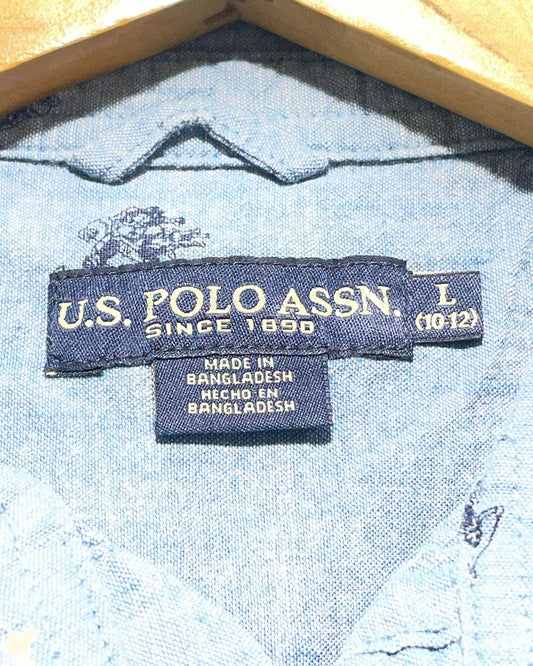 U.S. POLO ASSN.
SINCE 1890
L
(10-12)
MADE IN
BANGLADESH
HECHO EN
BANGLADESH